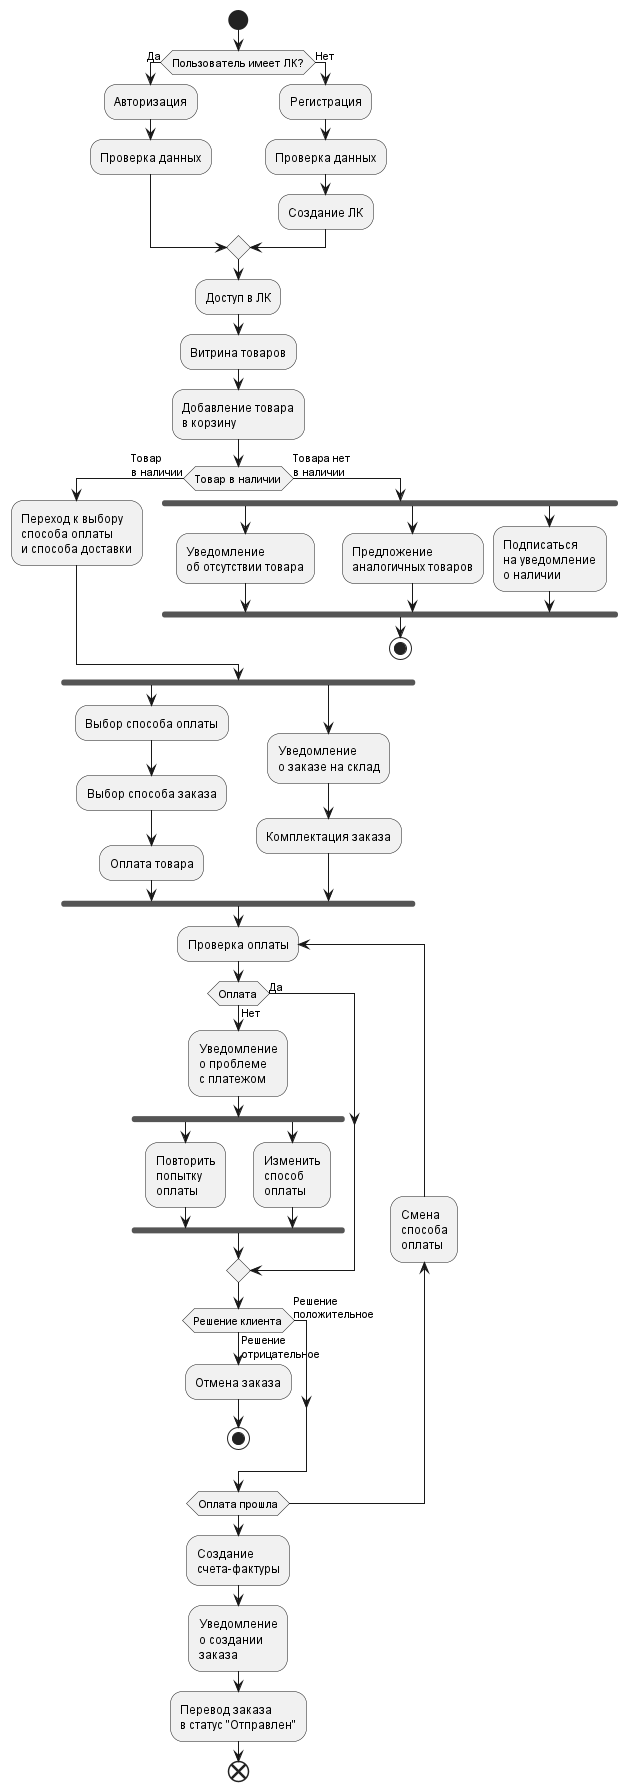 Да
Пользователь имеет ЛК?
Нет
Авторизация
Регистрация
Проверка данных
Проверка данных
Создание ЛК
Доступ в ЛК
Витрина товаров
Добавление товара
в корзину
Товар
в наличии
Товар в наличии
Товара нет
в наличии
Переход к выбору
способа оплаты
и способа доставки
Уведомление
об отсутствии товара
Предложение
аналогичных товаров
Подписаться
на уведомление
о наличии
Выбор способа оплаты
Выбор способа заказа
Оплата товара
Уведомление
о заказе на склад
Комплектация заказа
Проверка оплаты
Оплата
Да
Нет
Уведомление
о проблеме
с платежом
Повторить
попытку
оплаты
Изменить
способ
оплаты
Смена
способа
оплаты
Решение клиента
Решение
положительное
Решение
отрицательное
Отмена заказа
Оплата прошла
Создание
счета-фактуры
Уведомление
о создании
заказа
Перевод заказа
в статус "Отправлен"